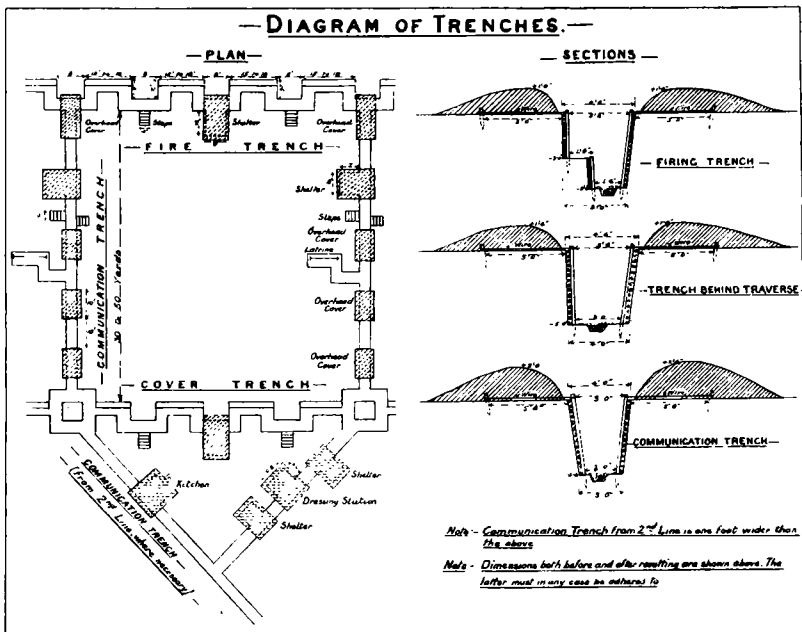 — DIAGRAM OF TRENCHES. —
— PLAN —
Overhead Cover
Steps
Shelter
Overhead Cover
— FIRE TRENCH —
COMMUNICATION TRENCH
30 to 50 Yards
Shelter
Steps
Overhead Cover
Latrine
Overhead Cover
Overhead Cover
— COVER TRENCH —
COMMUNICATION TRENCH
(from 2nd Line, where necessary)
Kitchen
Shelter
Dressing Station
Shelter
— SECTIONS —
— FIRING TRENCH
— TRENCH BEHIND TRAVERSE —
COMMUNICATION TRENCH —
Note - Communication Trench from 2nd Line is one foot wider than
the above
Note - Dimensions both before and after revetting are shown above. The
latter must in any case be adhered to